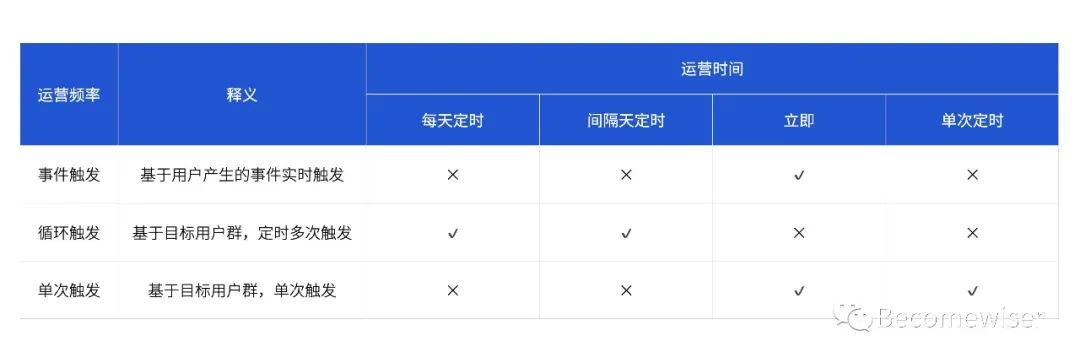 运营频率 释义 运营时间
每天定时 间隔天定时 立即 单次定时
事件触发 基于用户产生的事件实时触发 × × ✓ ×
循环触发 基于目标用户群，定时多次触发 ✓ ✓ × ×
单次触发 基于目标用户群，单次触发 × × ✓ ✓
Becomewiser